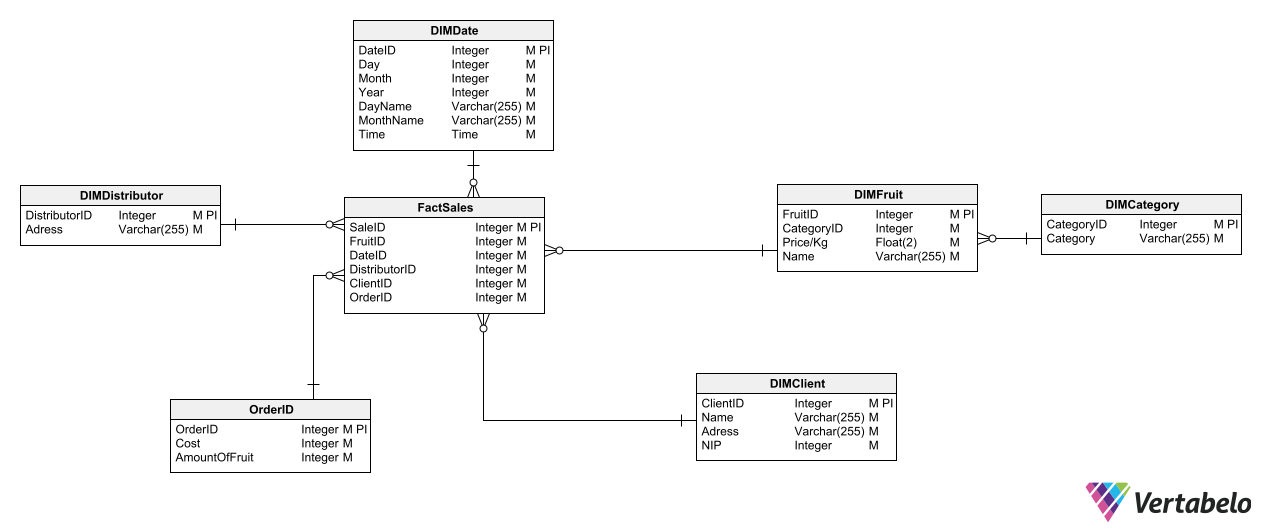 DIMDate
DateID Integer M PI
Day Integer M
Month Integer M
Year Integer M
DayName Varchar(255) M
MonthName Varchar(255) M
Time Time M
DIMDistributor
DistributorID Integer M PI
Adress Varchar(255) M
FactSales
SaleID Integer M PI
FruitID Integer M
DateID Integer M
DistributorID Integer M
ClientID Integer M
OrderID Integer M
DIMFruit
FruitID Integer M PI
CategoryID Integer M
Price/Kg Float(2) M
Name Varchar(255) M
DIMCategory
CategoryID Integer M PI
Category Varchar(255) M
OrderID
OrderID Integer M PI
Cost Integer M
AmountOfFruit Integer M
DIMClient
ClientID Integer M PI
Name Varchar(255) M
Adress Varchar(255) M
NIP Integer M
Vertabelo